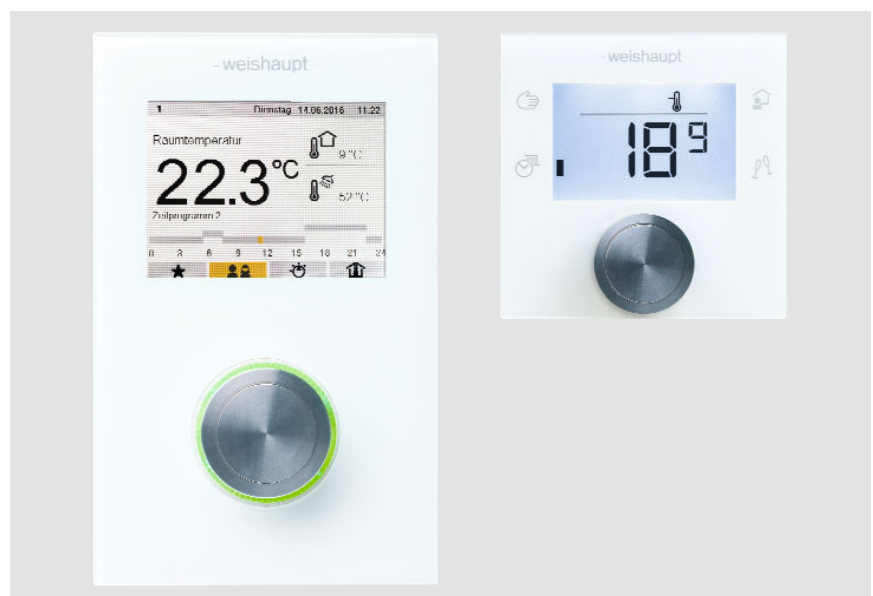 weishaupt
1 Dienstag 14.06.2016 11:22
Raumtemperatur
22.3°C
9 °C
52 °C
Zeitprogramm 2
0 3 6 9 12 15 18 21 24
weishaupt
18 9